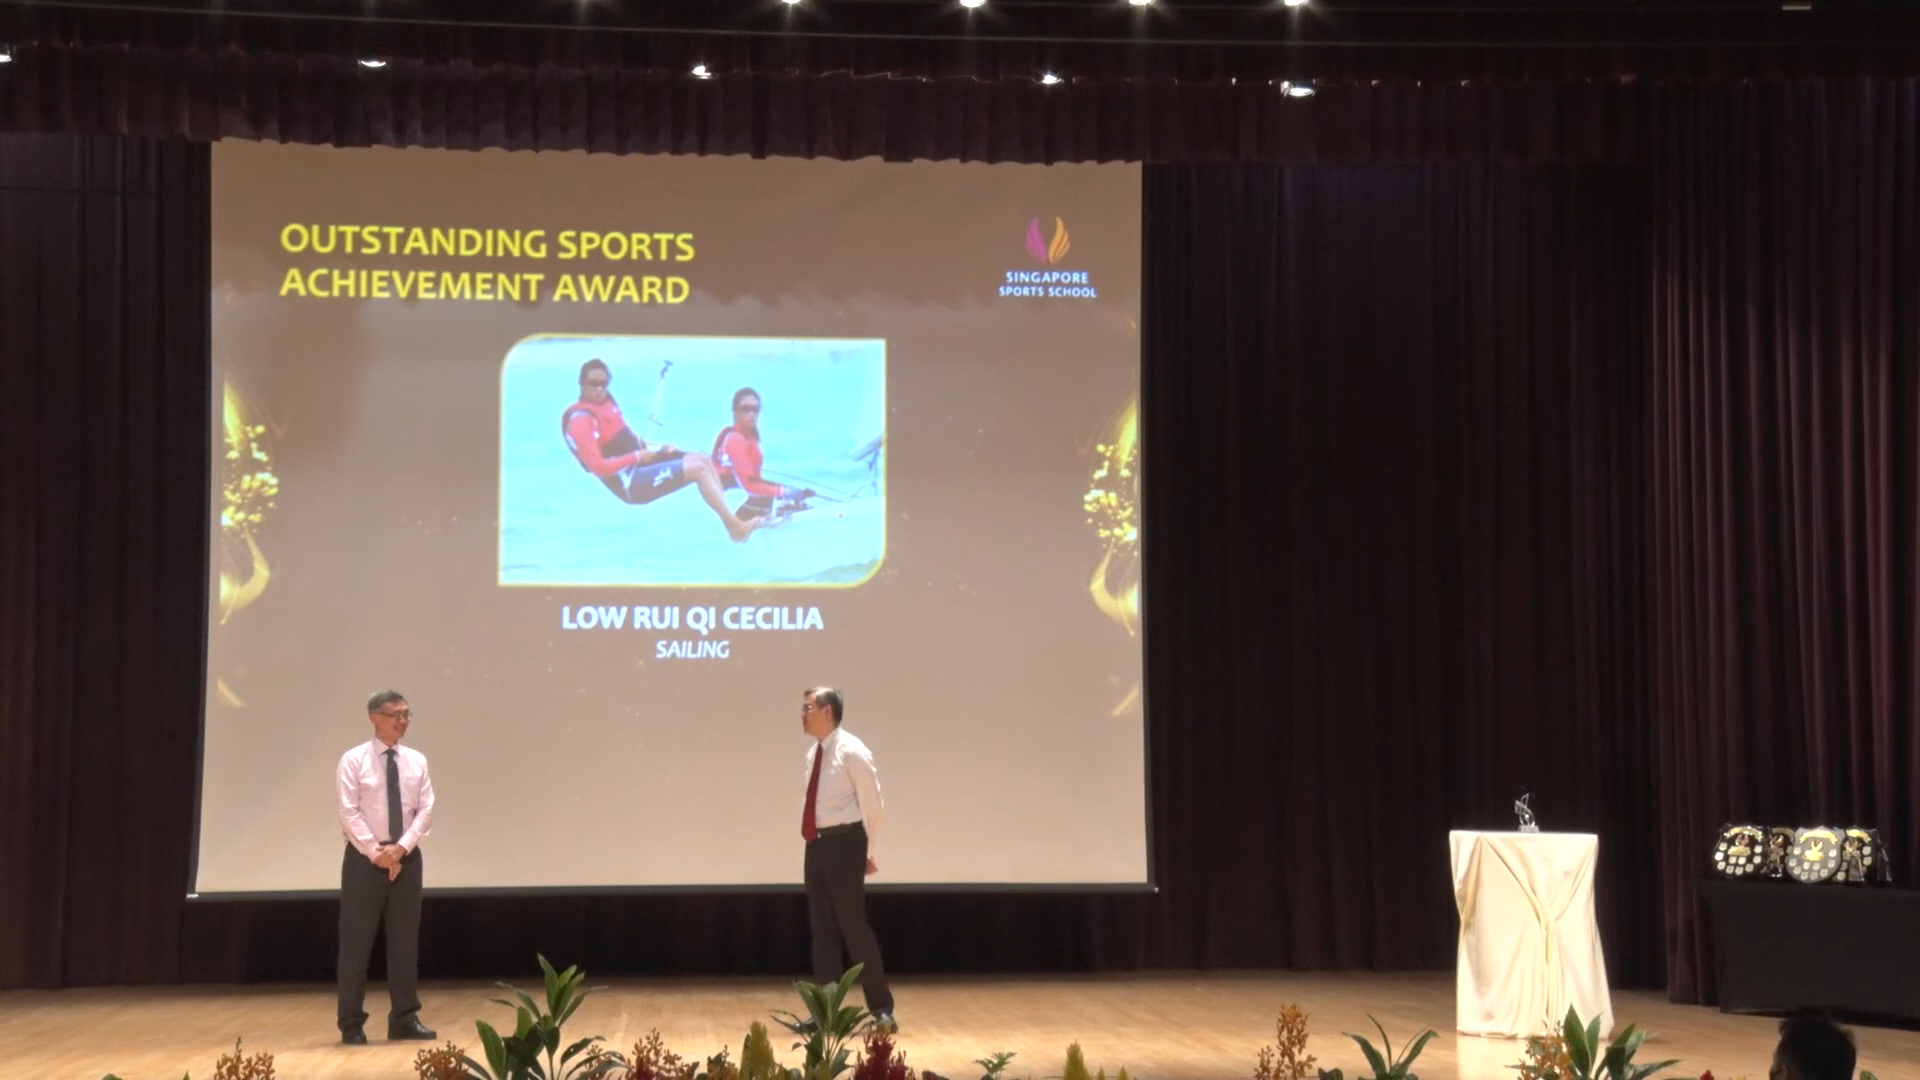 OUTSTANDING SPORTS
ACHIEVEMENT AWARD
SINGAPORE
SPORTS SCHOOL
LOW RUI QI CECILIA
SAILING